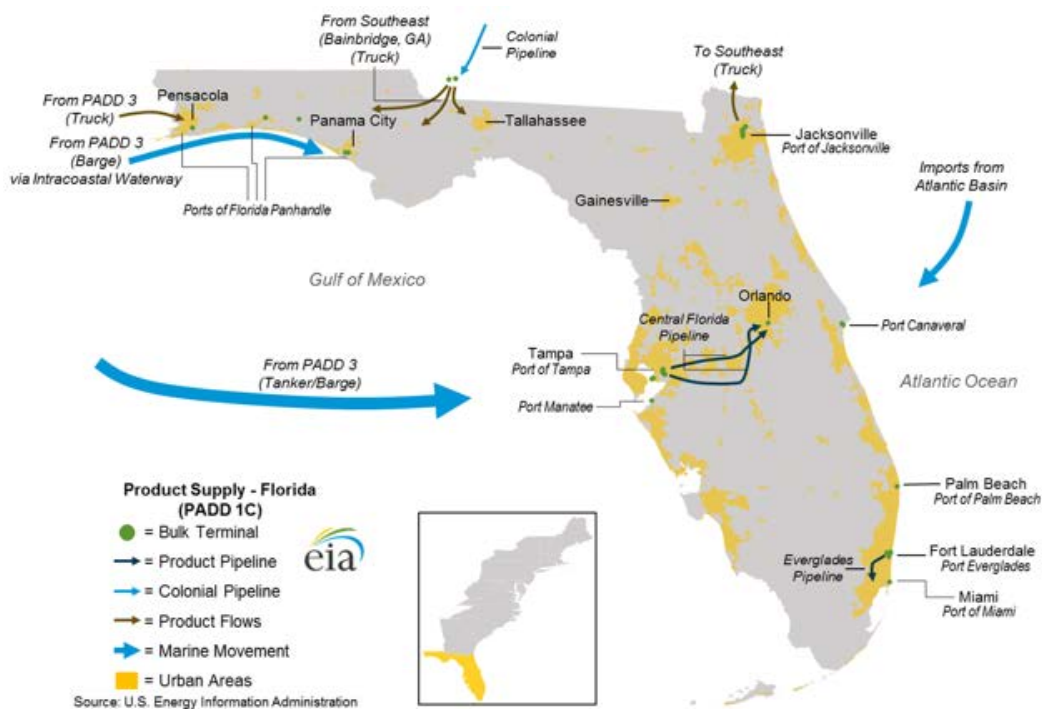 From Southeast
(Bainbridge, GA)
(Truck)
Colonial
Pipeline
To Southeast
(Truck)
From PADD 3
(Truck)
Pensacola
Panama City
Tallahassee
Jacksonville
Port of Jacksonville
From PADD 3
(Barge)
via Intracoastal Waterway
Ports of Florida Panhandle
Imports from
Atlantic Basin
Gainesville
Gulf of Mexico
Orlando
Central Florida
Pipeline
Port Canaveral
From PADD 3
(Tanker/Barge)
Tampa
Port of Tampa
Port Manatee
Atlantic Ocean
Palm Beach
Port of Palm Beach
Everglades
Pipeline
Fort Lauderdale
Port Everglades
Miami
Port of Miami
Product Supply - Florida
(PADD 1C)
= Bulk Terminal
= Product Pipeline
= Colonial Pipeline
= Product Flows
= Marine Movement
= Urban Areas
eia
Source: U.S. Energy Information Administration